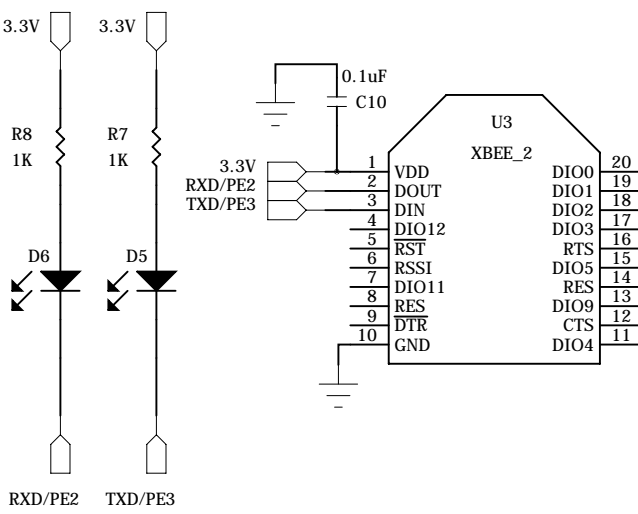 3.3V
3.3V
R8
1K
R7
1K
D6
D5
RXD/PE2
TXD/PE3
0.1uF
C10
U3
XBEE_2
3.3V
RXD/PE2
TXD/PE3
1 VDD
2 DOUT
3 DIN
4 DIO12
5 RST
6 RSSI
7 DIO11
8 RES
9 DTR
10 GND
DIO0 20
DIO1 19
DIO2 18
DIO3 17
RTS 16
DIO5 15
RES 14
DIO9 13
CTS 12
DIO4 11